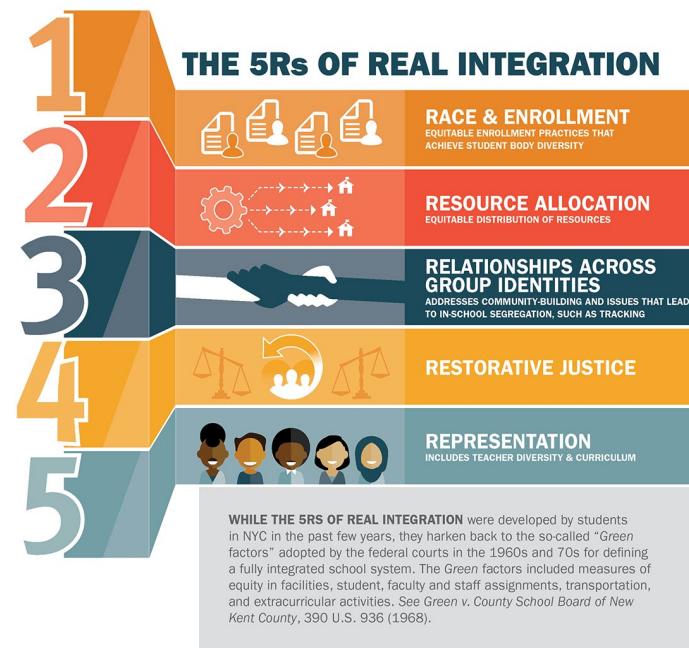 THE 5Rs OF REAL INTEGRATION
1
RACE & ENROLLMENT
EQUITABLE ENROLLMENT PRACTICES THAT
ACHIEVE STUDENT BODY DIVERSITY
2
RESOURCE ALLOCATION
EQUITABLE DISTRIBUTION OF RESOURCES
3
RELATIONSHIPS ACROSS
GROUP IDENTITIES
ADDRESSES COMMUNITY-BUILDING AND ISSUES THAT LEAD
TO IN-SCHOOL SEGREGATION, SUCH AS TRACKING
4
RESTORATIVE JUSTICE
5
REPRESENTATION
INCLUDES TEACHER DIVERSITY & CURRICULUM
WHILE THE 5RS OF REAL INTEGRATION were developed by students
in NYC in the past few years, they harken back to the so-called “Green
factors” adopted by the federal courts in the 1960s and 70s for defining
a fully integrated school system. The Green factors included measures of
equity in facilities, student, faculty and staff assignments, transportation,
and extracurricular activities. See Green v. County School Board of New
Kent County, 390 U.S. 936 (1968).